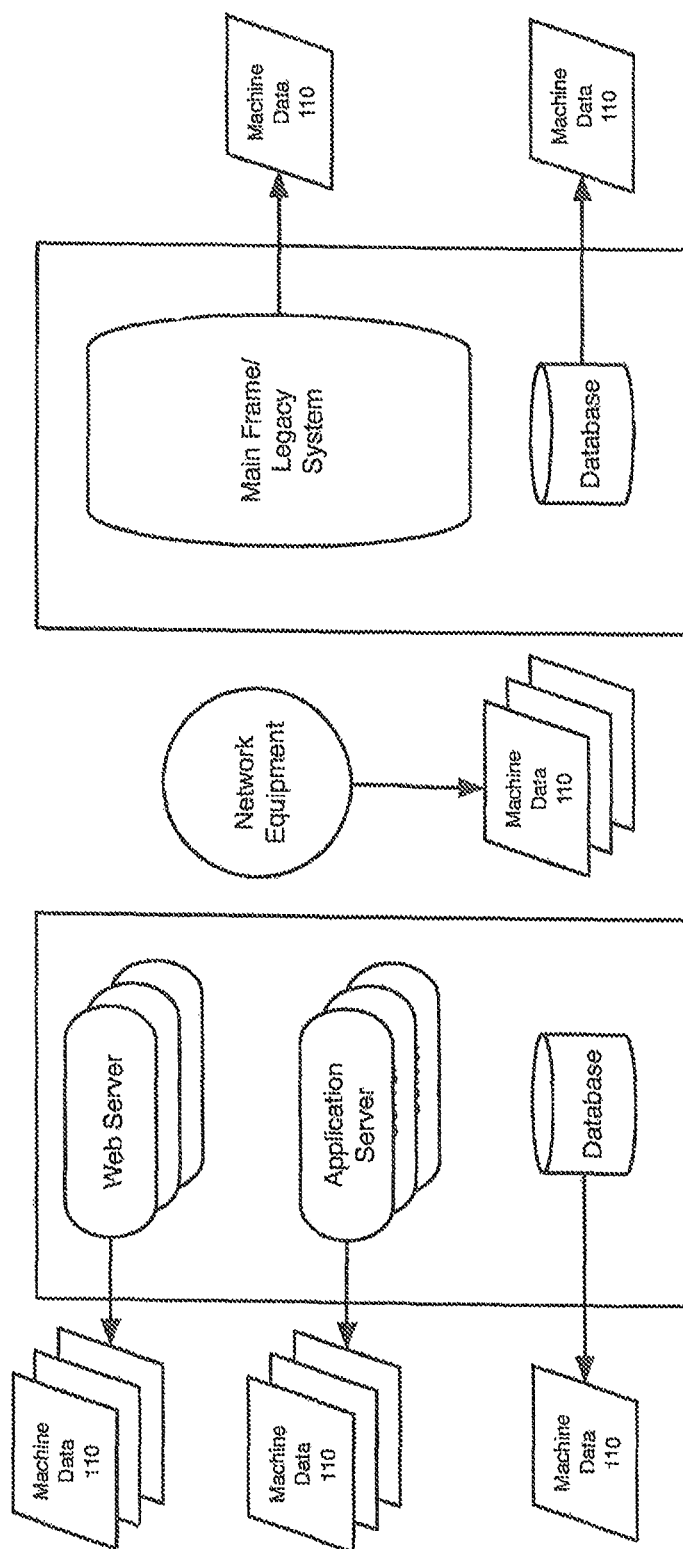 Machine
Data
110
Web Server
Machine
Data
110
Application
Server
Machine
Data
110
Database
Network
Equipment
Machine
Data
110
Main Frame/
Legacy
System
Machine
Data
110
Database
Machine
Data
110